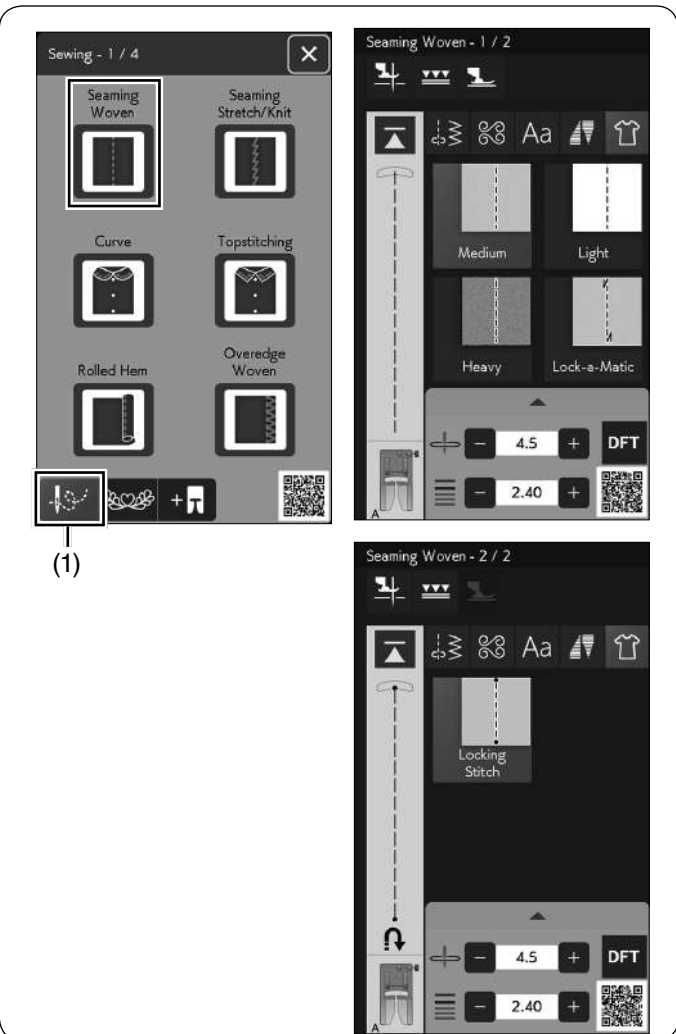 Sewing - 1 / 4
Seaming
Woven
Seaming
Stretch/Knit
Curve
Topstitching
Rolled Hem
Overedge
Woven
+
(1)
Seaming Woven - 1 / 2
Aa
Medium
Light
Heavy
Lock-a-Matic
- 4.5 + DFT
- 2.40 +
A
Seaming Woven - 2 / 2
Aa
Locking
Stitch
- 4.5 + DFT
- 2.40 +
A